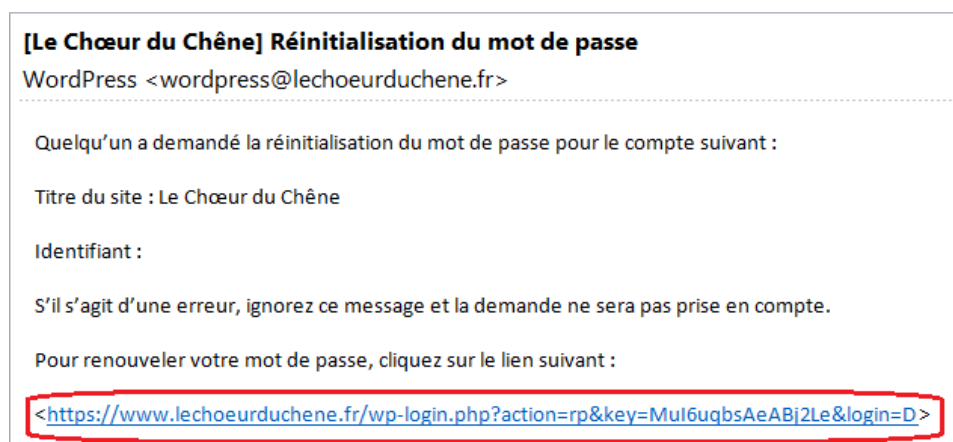 [Le Chœur du Chêne] Réinitialisation du mot de passe
WordPress <wordpress@lechoeurduchene.fr>
Quelqu’un a demandé la réinitialisation du mot de passe pour le compte suivant :
Titre du site : Le Chœur du Chêne
Identifiant :
S’il s’agit d’une erreur, ignorez ce message et la demande ne sera pas prise en compte.
Pour renouveler votre mot de passe, cliquez sur le lien suivant :
<https://www.lechoeurduchene.fr/wp-login.php?action=rp&key=MuI6uqbsAeABj2Le&login=D>